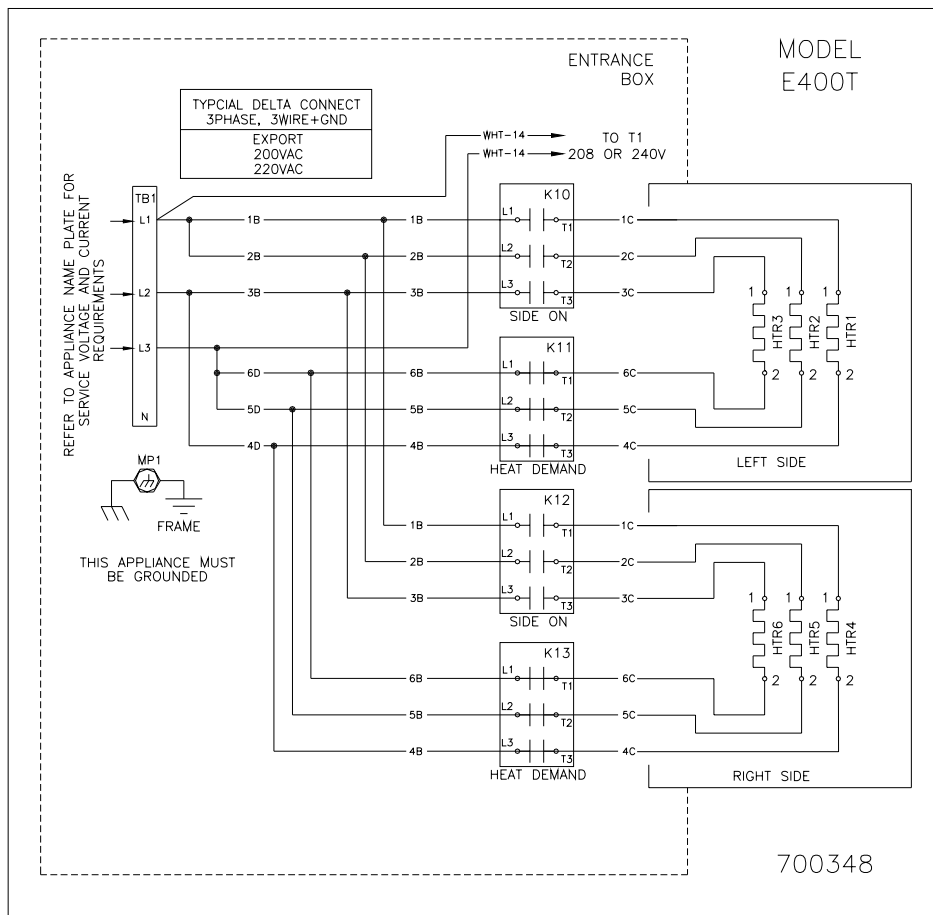 MODEL
E400T
ENTRANCE
BOX
TYPCIAL DELTA CONNECT
3PHASE, 3WIRE+GND
EXPORT
200VAC
220VAC
WHT-14
TO T1
WHT-14
208 OR 240V
REFER TO APPLIANCE NAME PLATE FOR
SERVICE VOLTAGE AND CURRENT
REQUIREMENTS
TB1
L1
L2
L3
N
1B
1B
2B
2B
3B
3B
6D
6B
5D
5B
4D
4B
K10
L1
T1
L2
T2
L3
T3
SIDE ON
1C
2C
3C
K11
L1
T1
L2
T2
L3
T3
HEAT DEMAND
6C
5C
4C
1
1
1
HTR3
HTR2
HTR1
2
2
2
LEFT SIDE
MP1
FRAME
THIS APPLIANCE MUST
BE GROUNDED
1B
2B
3B
K12
L1
T1
L2
T2
L3
T3
SIDE ON
1C
2C
3C
6B
5B
4B
K13
L1
T1
L2
T2
L3
T3
HEAT DEMAND
6C
5C
4C
1
1
1
HTR6
HTR5
HTR4
2
2
2
RIGHT SIDE
700348